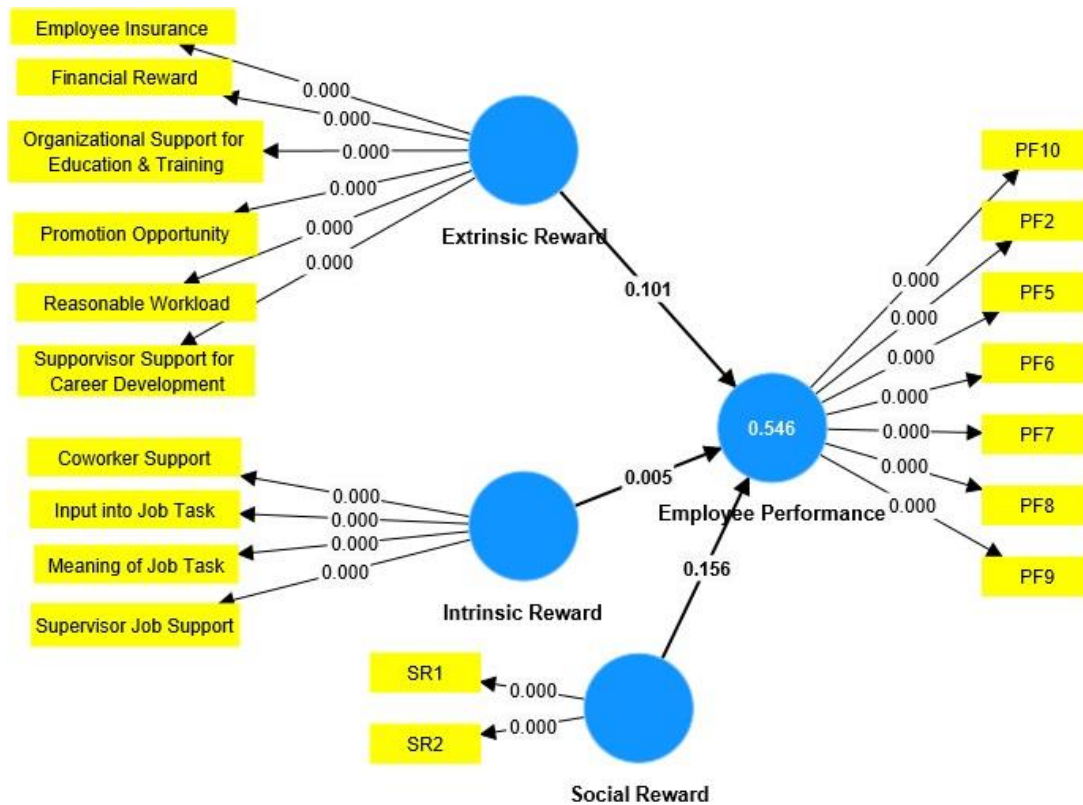 Employee Insurance
Financial Reward
Organizational Support for
Education & Training
Promotion Opportunity
Reasonable Workload
Supporvisor Support for
Career Development
0.000
0.000
0.000
0.000
0.000
0.000
Extrinsic Reward
0.101
Coworker Support
Input into Job Task
Meaning of Job Task
Supervisor Job Support
0.000
0.000
0.000
0.000
Intrinsic Reward
0.005
SR1
SR2
0.000
0.000
Social Reward
0.156
0.546
Employee Performance
0.000
0.000
0.000
0.000
0.000
0.000
0.000
PF10
PF2
PF5
PF6
PF7
PF8
PF9